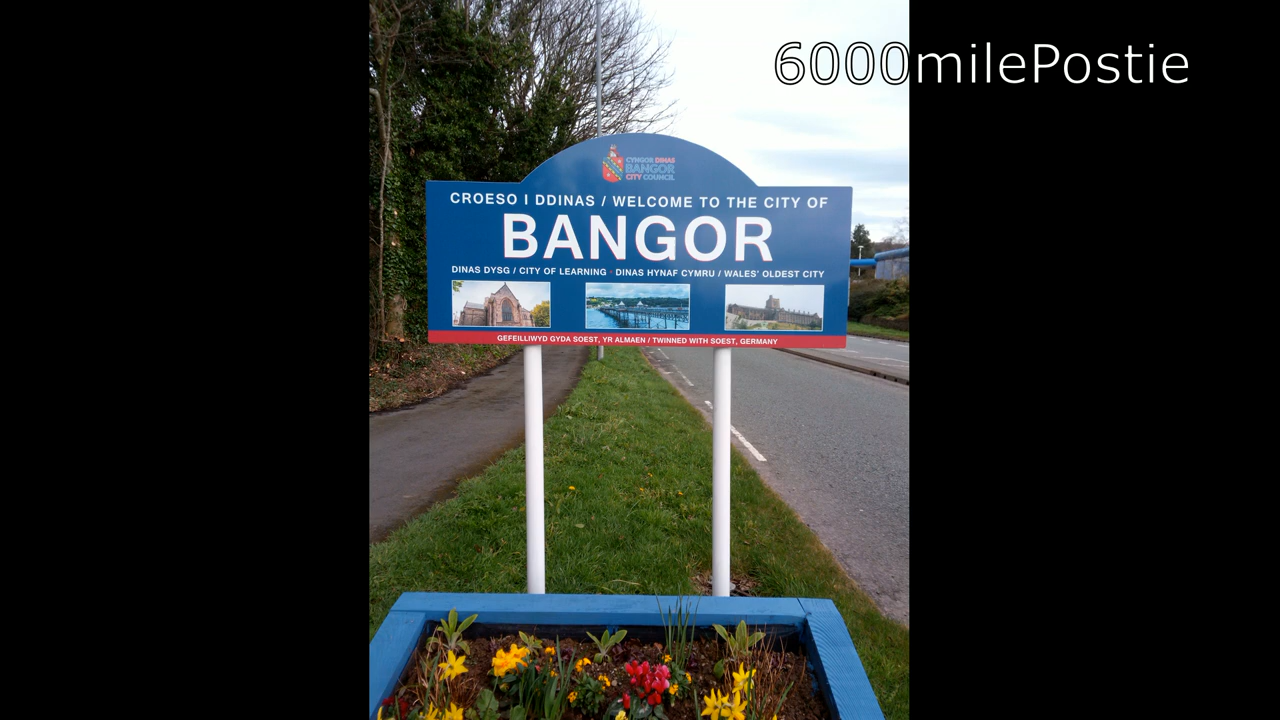 6000milePostie
CYNGOR DINAS
BANGOR
CITY COUNCIL
CROESO I DDINAS / WELCOME TO THE CITY OF
BANGOR
DINAS DYSG / CITY OF LEARNING • DINAS HYNAF CYMRU / WALES' OLDEST CITY
GEFEILLIWYD GYDA SOEST, YR ALMAEN / TWINNED WITH SOEST, GERMANY